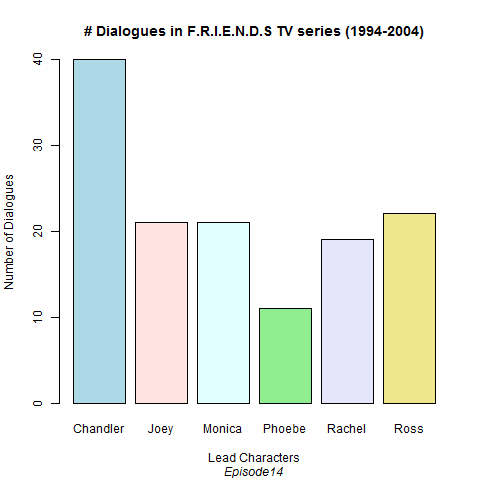 # Dialogues in F.R.I.E.N.D.S TV series (1994-2004)
Number of Dialogues
40
30
20
10
0
Chandler Joey Monica Phoebe Rachel Ross
Lead Characters
Episode14